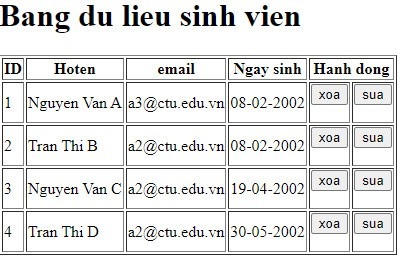 Bang du lieu sinh vien
ID Hoten email Ngay sinh Hanh dong
1 Nguyen Van A a3@ctu.edu.vn 08-02-2002 xoa sua
2 Tran Thi B a2@ctu.edu.vn 08-02-2002 xoa sua
3 Nguyen Van C a2@ctu.edu.vn 19-04-2002 xoa sua
4 Tran Thi D a2@ctu.edu.vn 30-05-2002 xoa sua